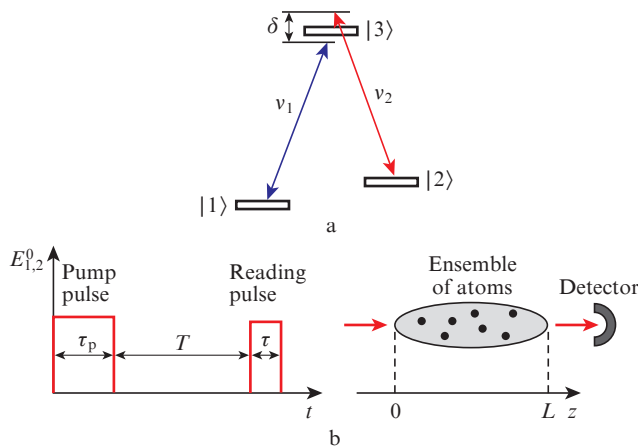 δ
|3⟩
ν1
ν2
|2⟩
|1⟩
a
E⁰1,2
Pump
pulse
Reading
pulse
τp
T
τ
t
Ensemble
of atoms
Detector
0
L
z
b